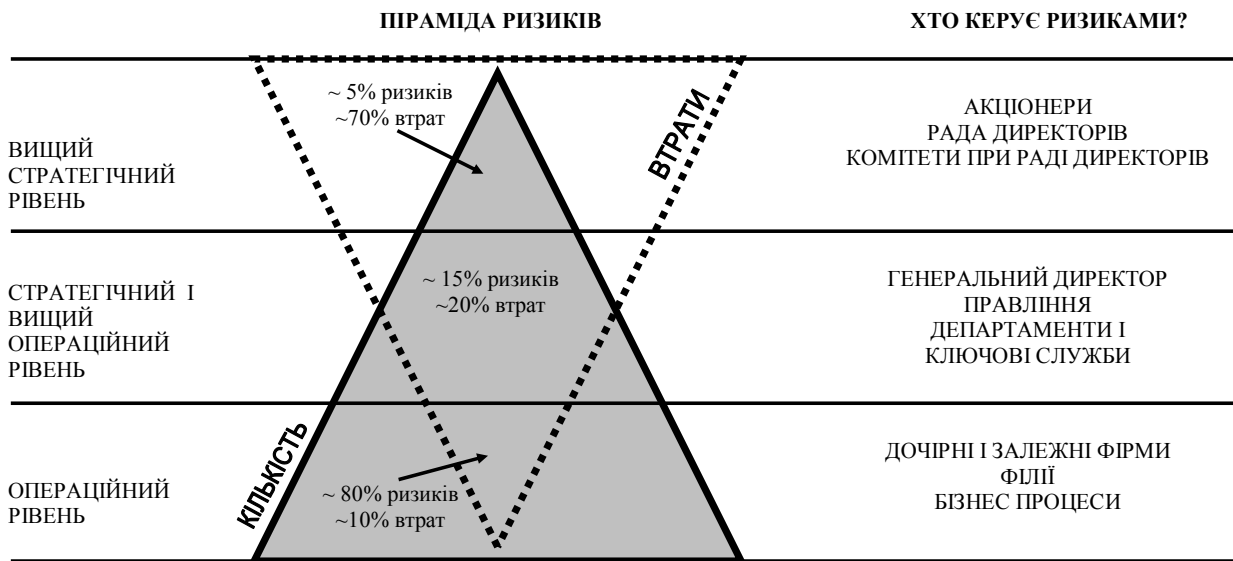 ПІРАМІДА РИЗИКІВ
ХТО КЕРУЄ РИЗИКАМИ?
ВИЩИЙ
СТРАТЕГІЧНИЙ
РІВЕНЬ
~ 5% ризиків
~70% втрат
ВТРАТИ
АКЦІОНЕРИ
РАДА ДИРЕКТОРІВ
КОМІТЕТИ ПРИ РАДІ ДИРЕКТОРІВ
СТРАТЕГІЧНИЙ І
ВИЩИЙ
ОПЕРАЦІЙНИЙ
РІВЕНЬ
~ 15% ризиків
~20% втрат
ГЕНЕРАЛЬНИЙ ДИРЕКТОР
ПРАВЛІННЯ
ДЕПАРТАМЕНТИ І
КЛЮЧОВІ СЛУЖБИ
ОПЕРАЦІЙНИЙ
РІВЕНЬ
КІЛЬКІСТЬ
~ 80% ризиків
~10% втрат
ДОЧІРНІ І ЗАЛЕЖНІ ФІРМИ
ФІЛІЇ
БІЗНЕС ПРОЦЕСИ